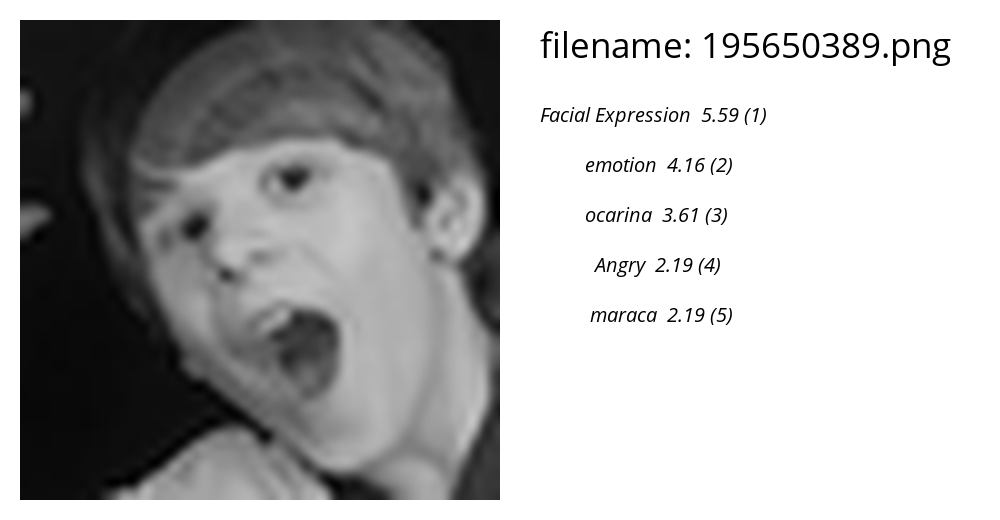 filename: 195650389.png
Facial Expression 5.59 (1)
emotion 4.16 (2)
ocarina 3.61 (3)
Angry 2.19 (4)
maraca 2.19 (5)